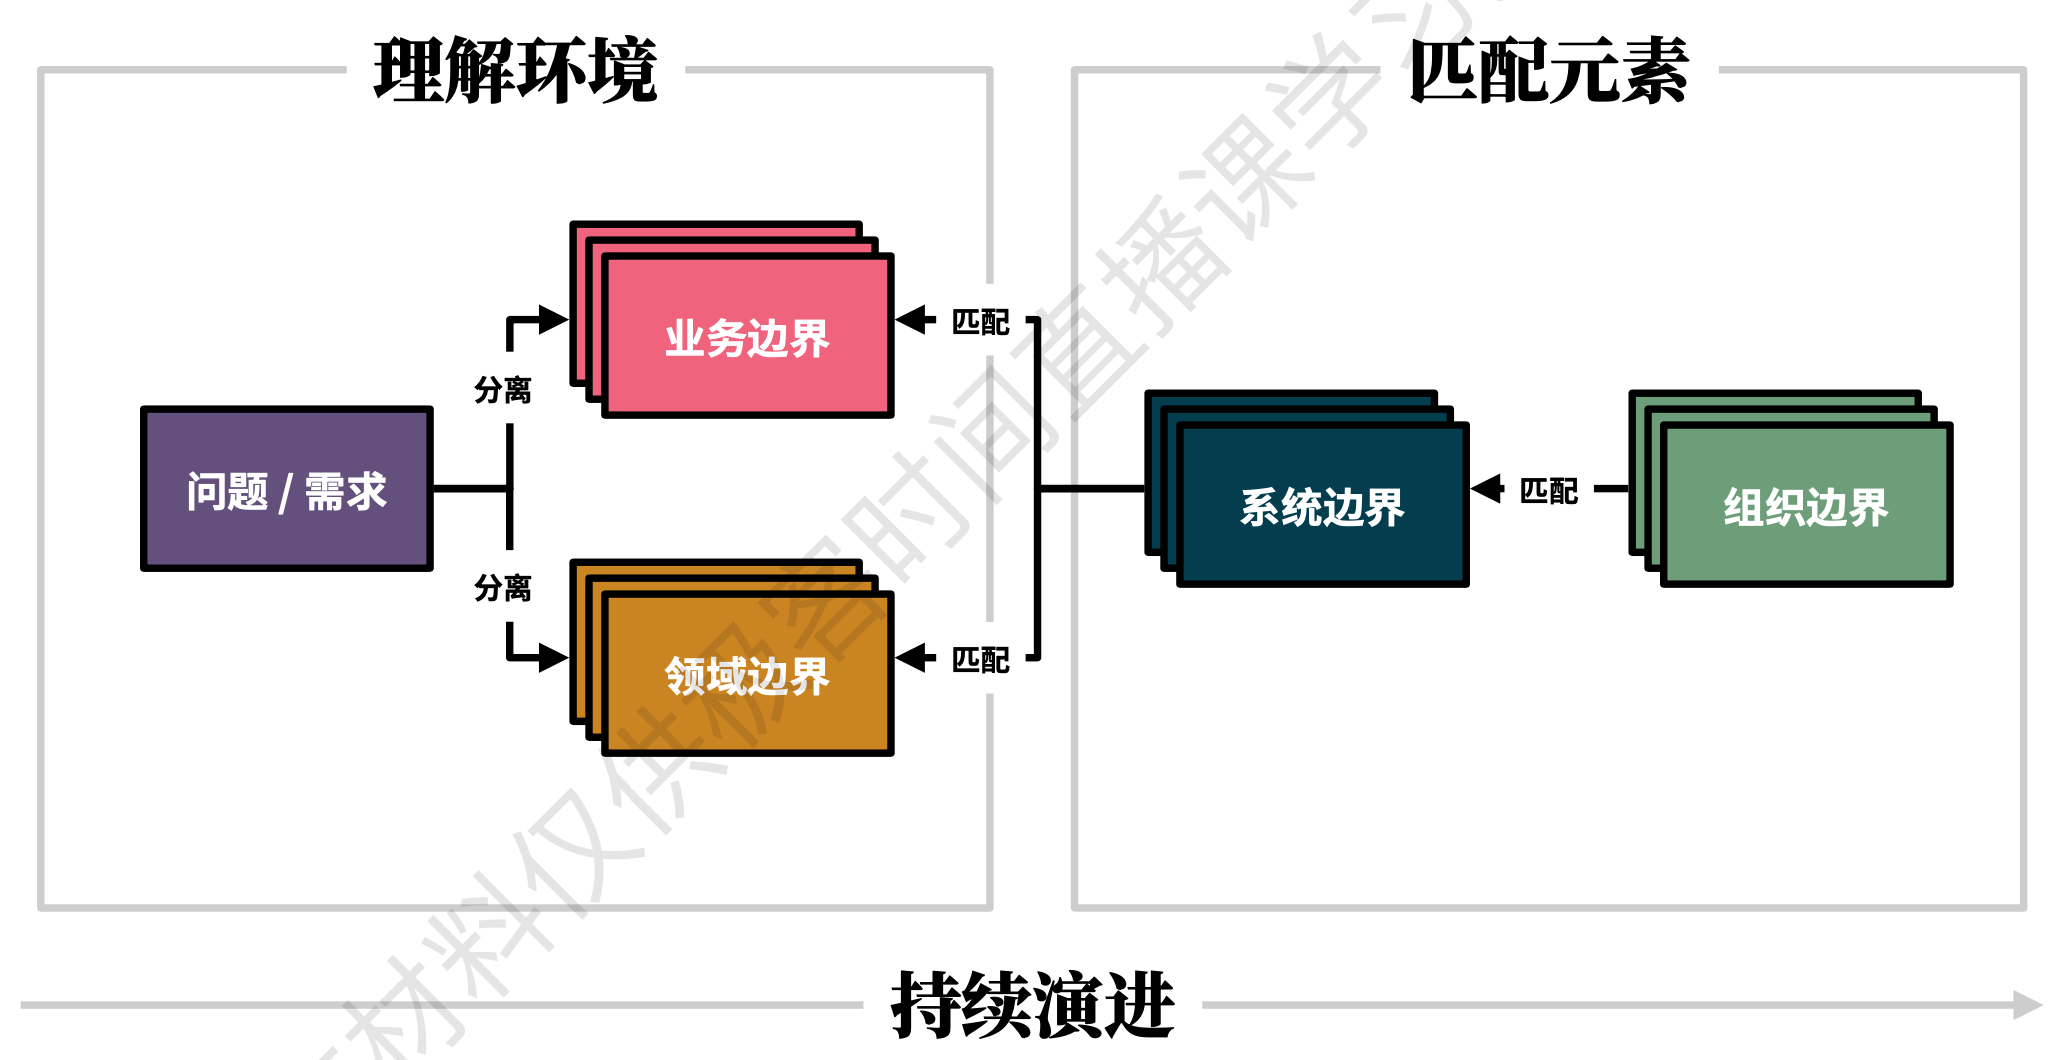 理解环境
匹配元素
业务边界
匹配
分离
问题 / 需求
系统边界
匹配
组织边界
分离
领域边界
匹配
持续演进
材料仅供极客时间直播课学习